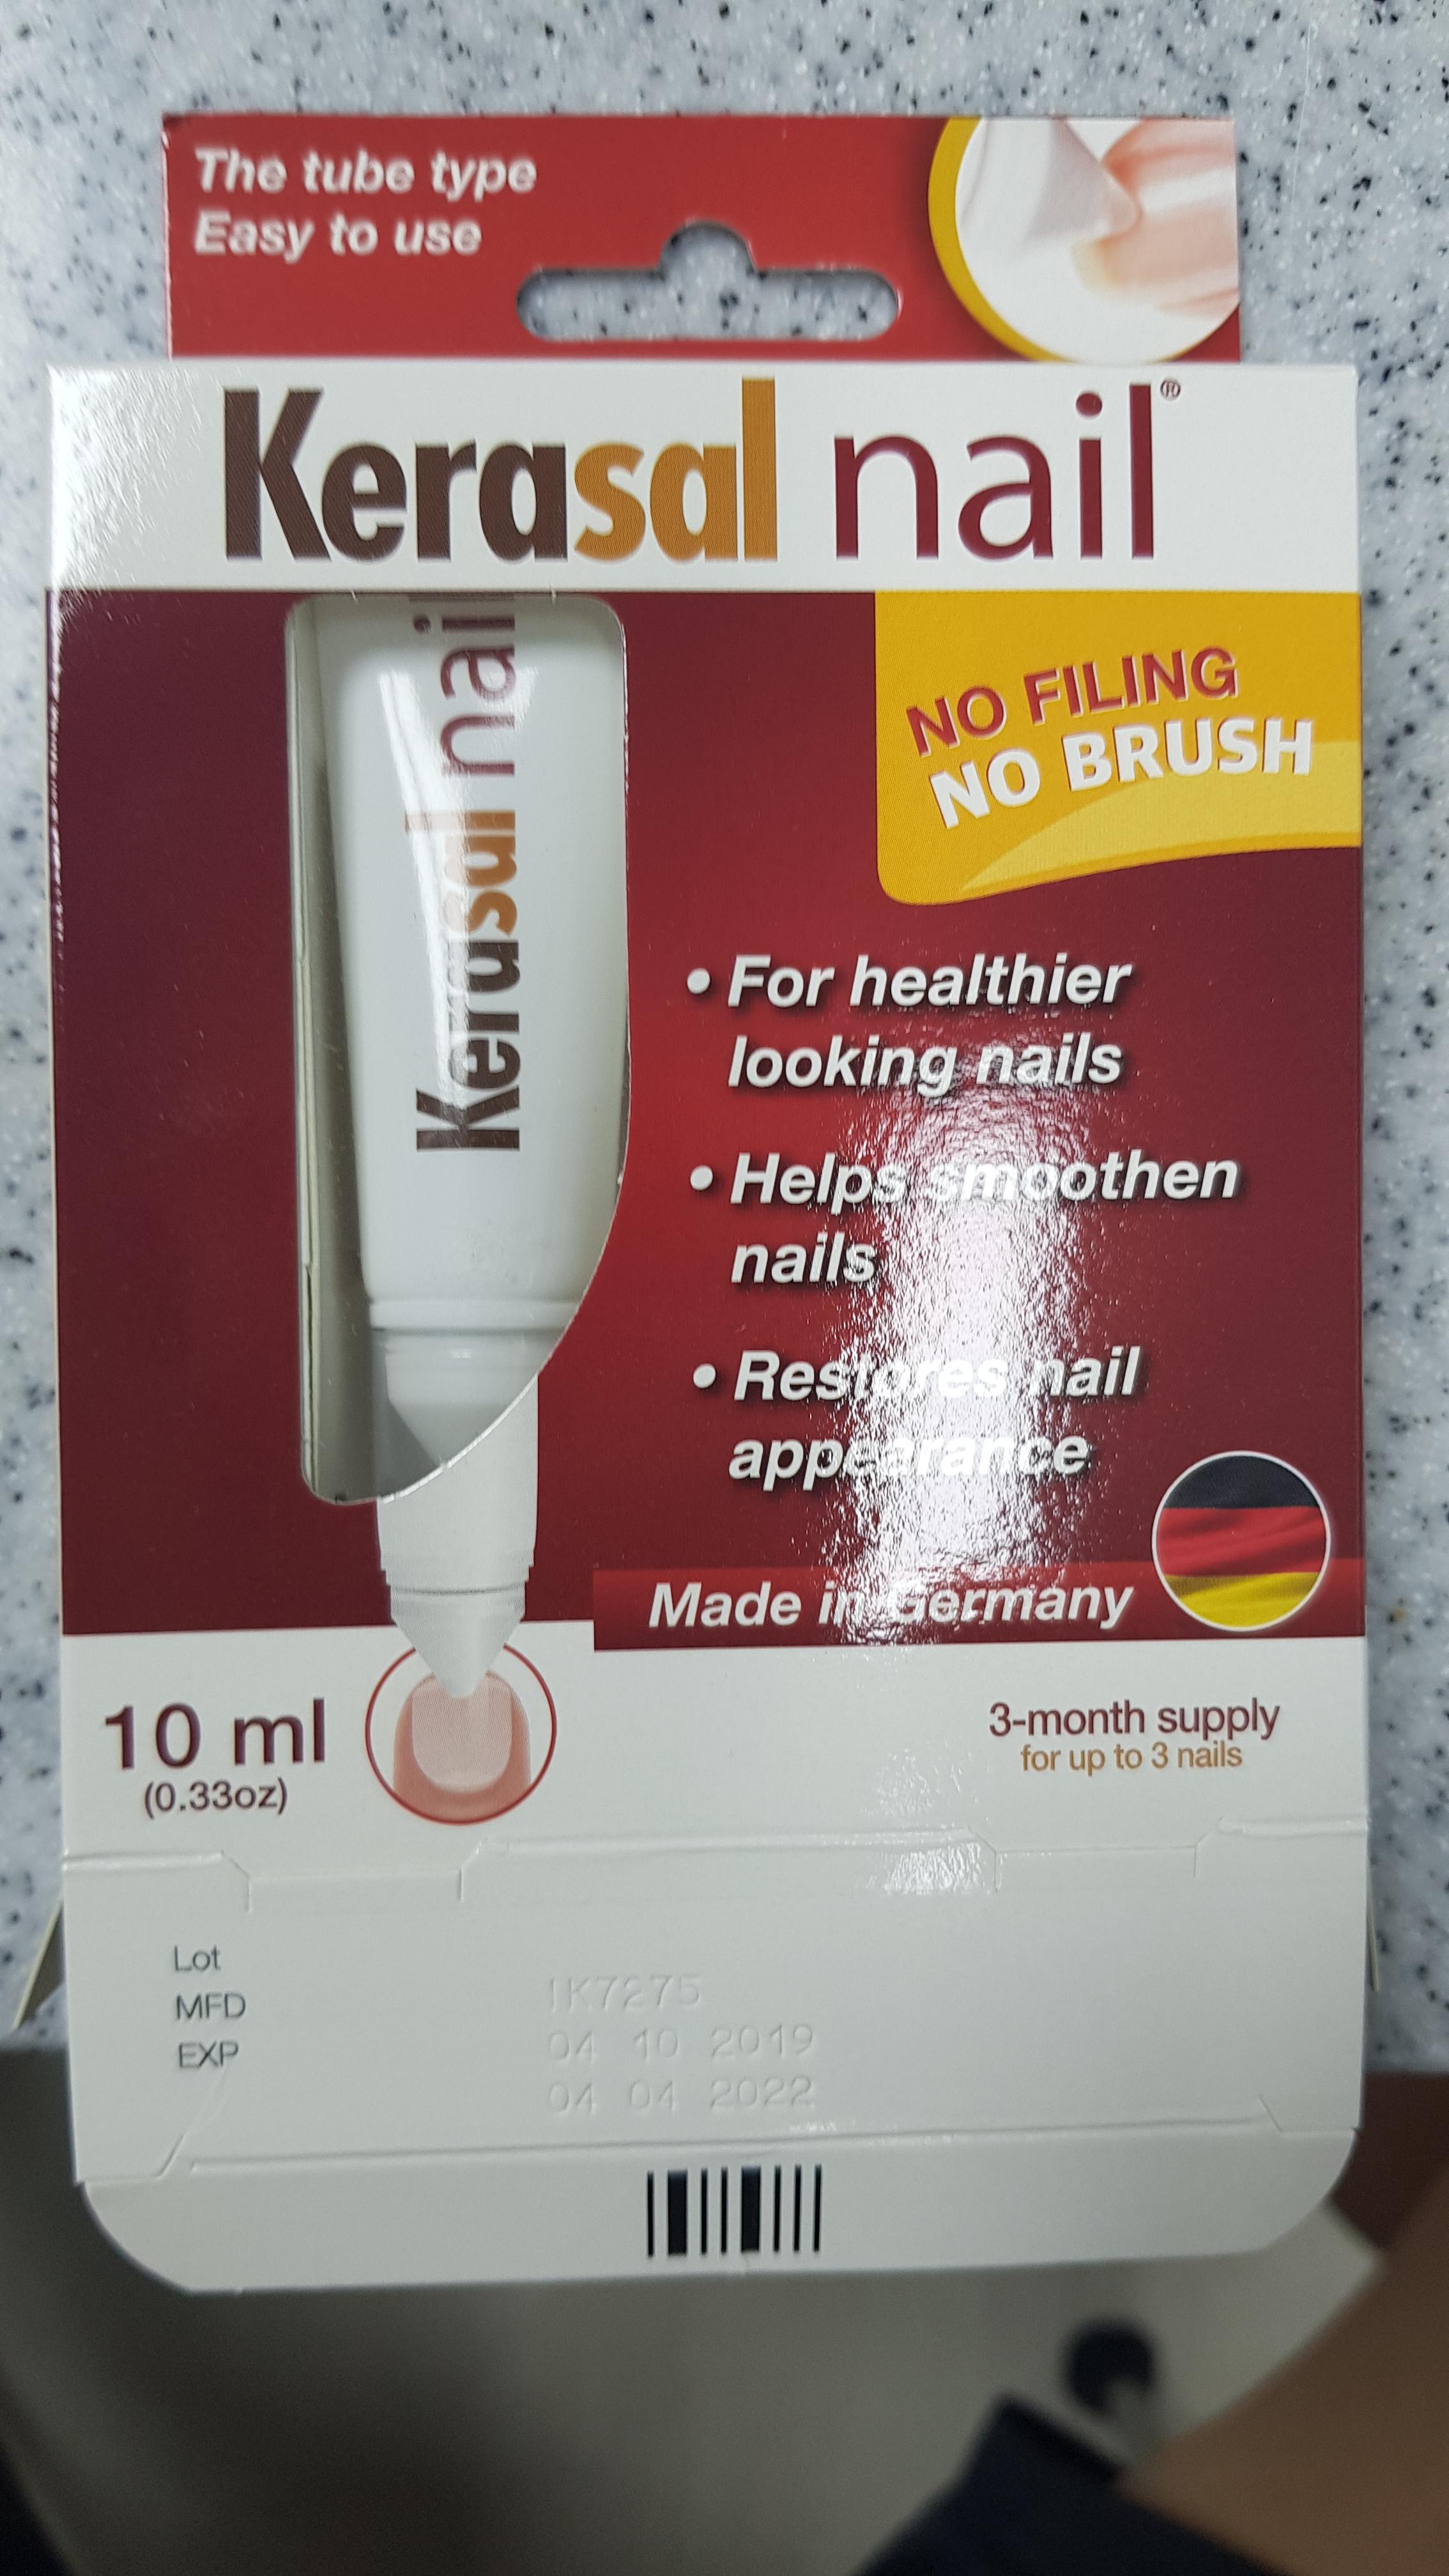 The tube type
Easy to use
Kerasal nail®
Kerasal nail
NO FILING
NO BRUSH
• For healthier
looking nails
• Helps smoothen
nails
• Restores nail
appearance
Made in Germany
10 ml
(0.33oz)
3-month supply
for up to 3 nails
Lot 1K7275
MFD 04 10 2019
EXP 04 04 2022